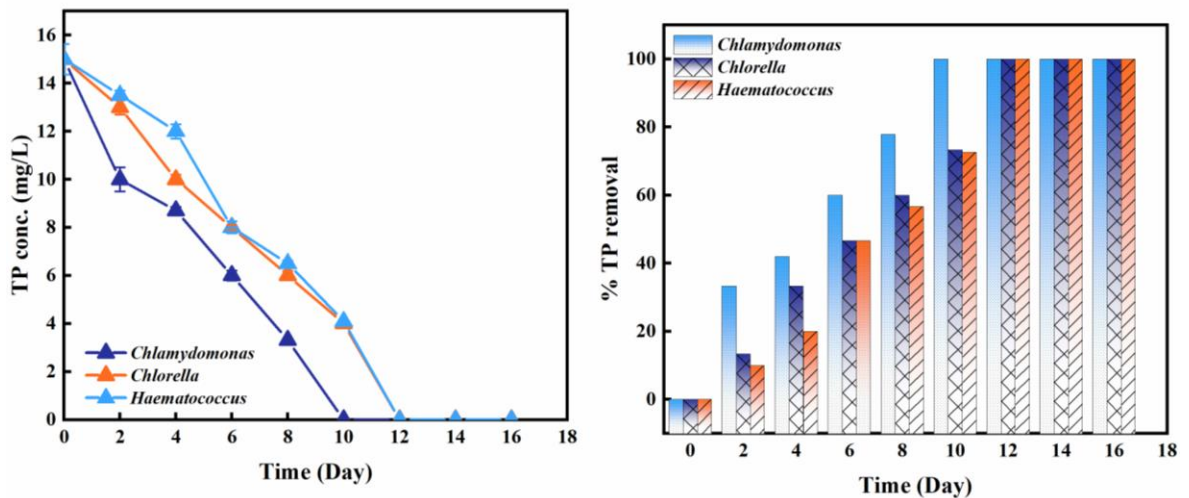 TP conc. (mg/L)
16
14
12
10
8
6
4
2
0
Chlamydomonas
Chlorella
Haematococcus
0 2 4 6 8 10 12 14 16 18
Time (Day)
% TP removal
100
80
60
40
20
0
Chlamydomonas
Chlorella
Haematococcus
0 2 4 6 8 10 12 14 16 18
Time (Day)